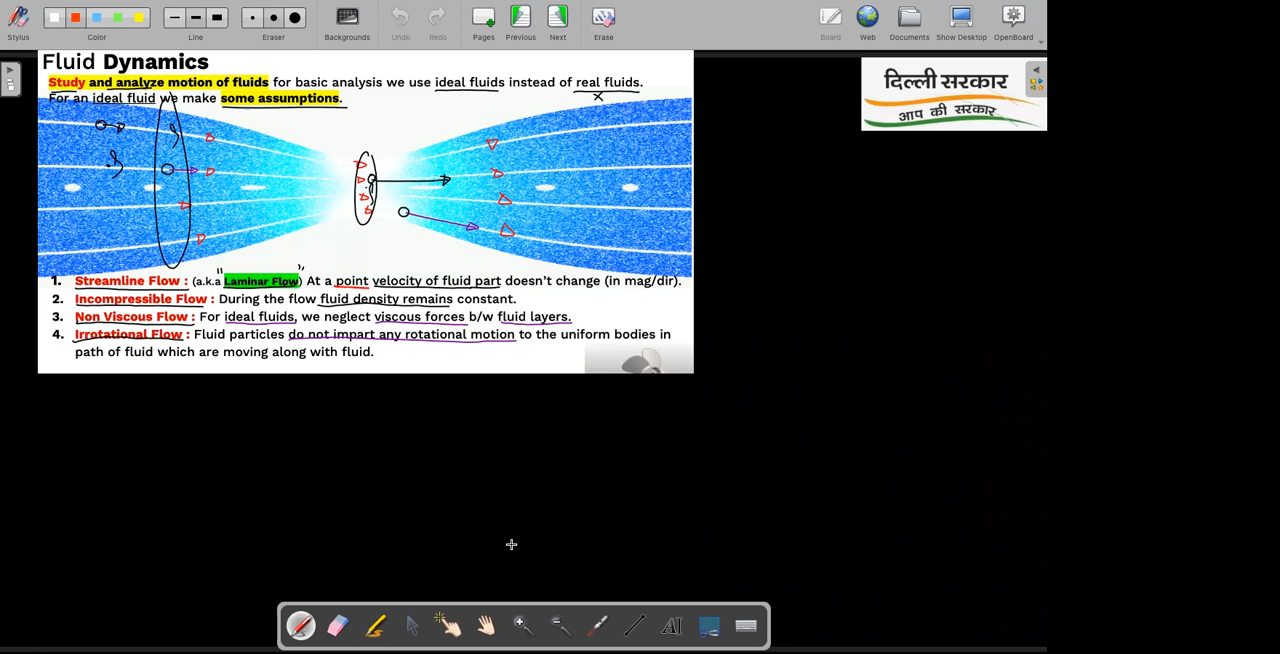 Stylus
Color
Line
Eraser
Backgrounds
Undo
Redo
Pages
Previous
Next
Erase
Board
Web
Documents
Show Desktop
OpenBoard
Fluid Dynamics
Study and analyze motion of fluids for basic analysis we use ideal fluids instead of real fluids.
For an ideal fluid we make some assumptions.
दिल्ली सरकार
आप की सरकार
1. Streamline Flow : (a.k.a "Laminar Flow") At a point velocity of fluid part doesn't change (in mag/dir).
2. Incompressible Flow : During the flow fluid density remains constant.
3. Non Viscous Flow : For ideal fluids, we neglect viscous forces b/w fluid layers.
4. Irrotational Flow : Fluid particles do not impart any rotational motion to the uniform bodies in
path of fluid which are moving along with fluid.
AI